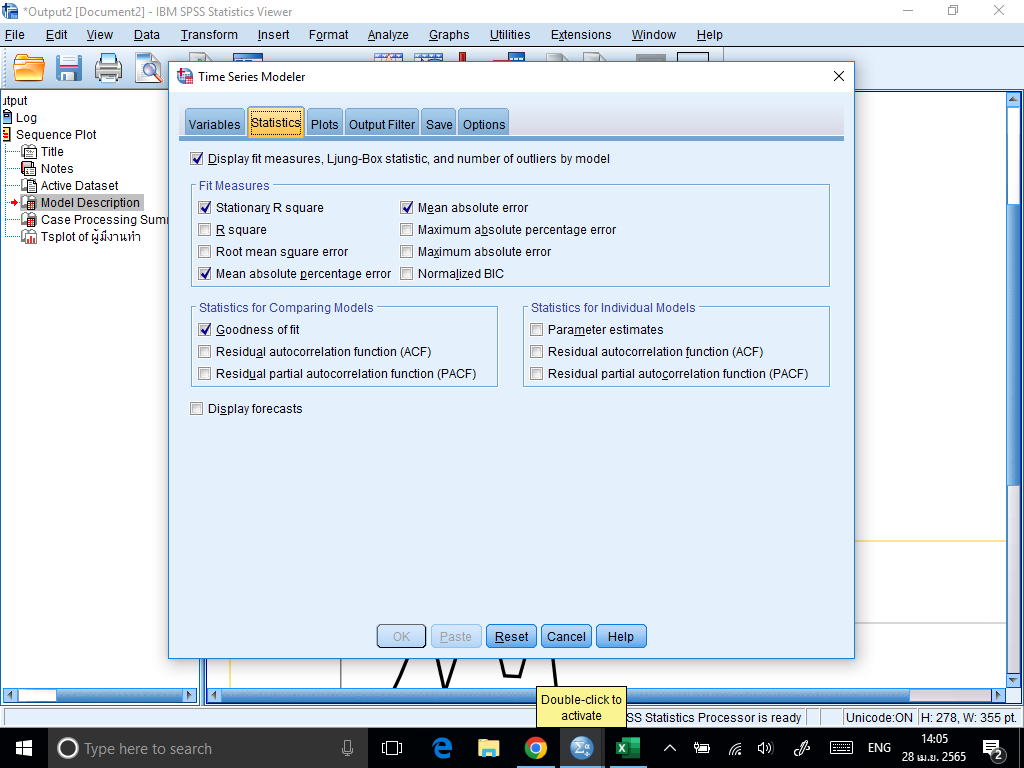 *Output2 [Document2] - IBM SPSS Statistics Viewer
File Edit View Data Transform Insert Format Analyze Graphs Utilities Extensions Window Help
Time Series Modeler
Variables Statistics Plots Output Filter Save Options
utput
Log
Sequence Plot
Title
Notes
Active Dataset
Model Description
Case Processing Sum
Tsplot of ผู้มีงานทำ
Display fit measures, Ljung-Box statistic, and number of outliers by model
Fit Measures
Stationary R square Mean absolute error
R square Maximum absolute percentage error
Root mean square error Maximum absolute error
Mean absolute percentage error Normalized BIC
Statistics for Comparing Models Statistics for Individual Models
Goodness of fit Parameter estimates
Residual autocorrelation function (ACF) Residual autocorrelation function (ACF)
Residual partial autocorrelation function (PACF) Residual partial autocorrelation function (PACF)
Display forecasts
OK Paste Reset Cancel Help
Double-click to
activate
SS Statistics Processor is ready Unicode:ON H: 278, W: 355 pt.
Type here to search
ENG
14:05
28 เม.ย. 2565
2